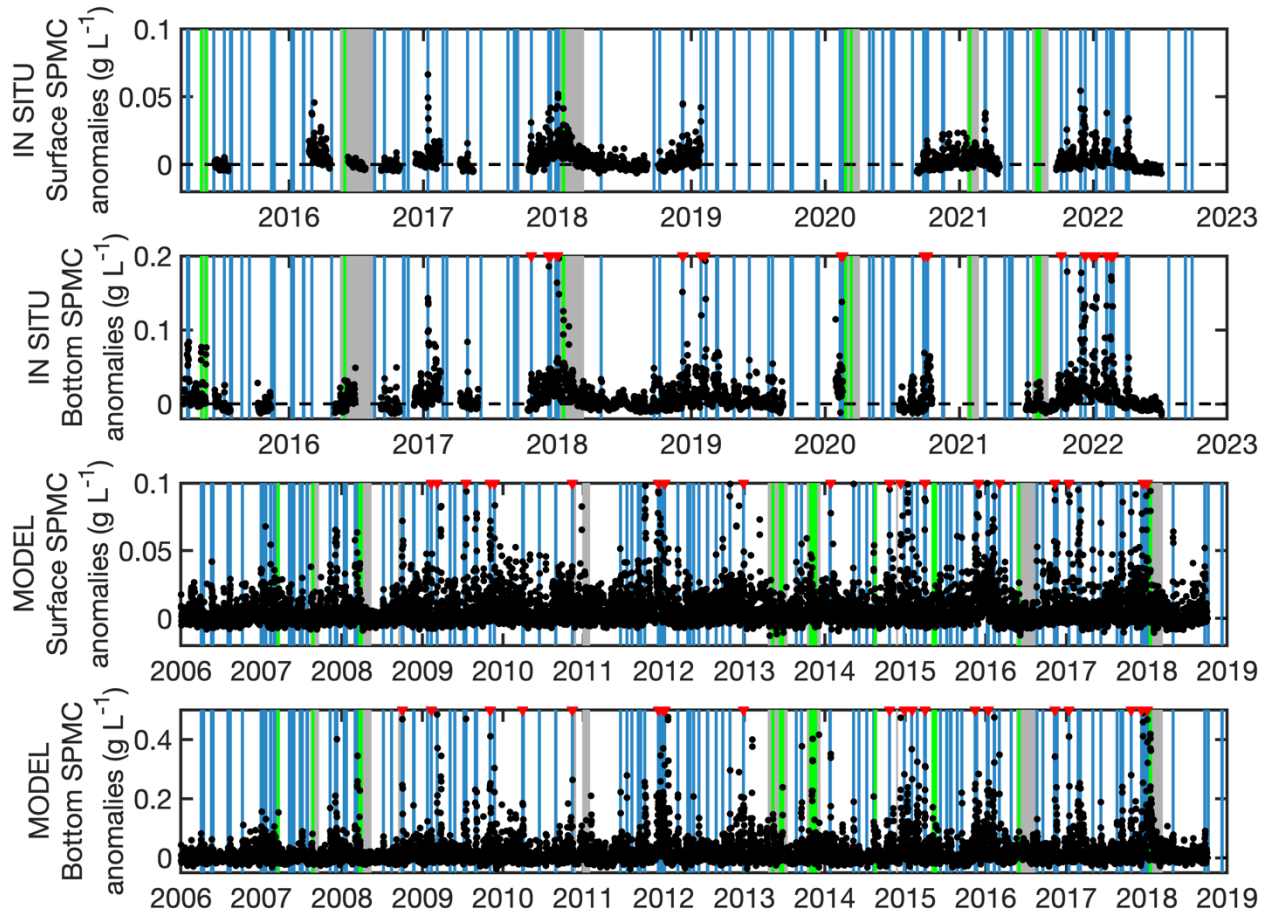 IN SITU
Surface SPMC
anomalies (g L⁻¹)
0.1
0.05
0
2016 2017 2018 2019 2020 2021 2022 2023
IN SITU
Bottom SPMC
anomalies (g L⁻¹)
0.2
0.1
0
2016 2017 2018 2019 2020 2021 2022 2023
MODEL
Surface SPMC
anomalies (g L⁻¹)
0.1
0.05
0
2006 2007 2008 2009 2010 2011 2012 2013 2014 2015 2016 2017 2018 2019
MODEL
Bottom SPMC
anomalies (g L⁻¹)
0.4
0.2
0
2006 2007 2008 2009 2010 2011 2012 2013 2014 2015 2016 2017 2018 2019